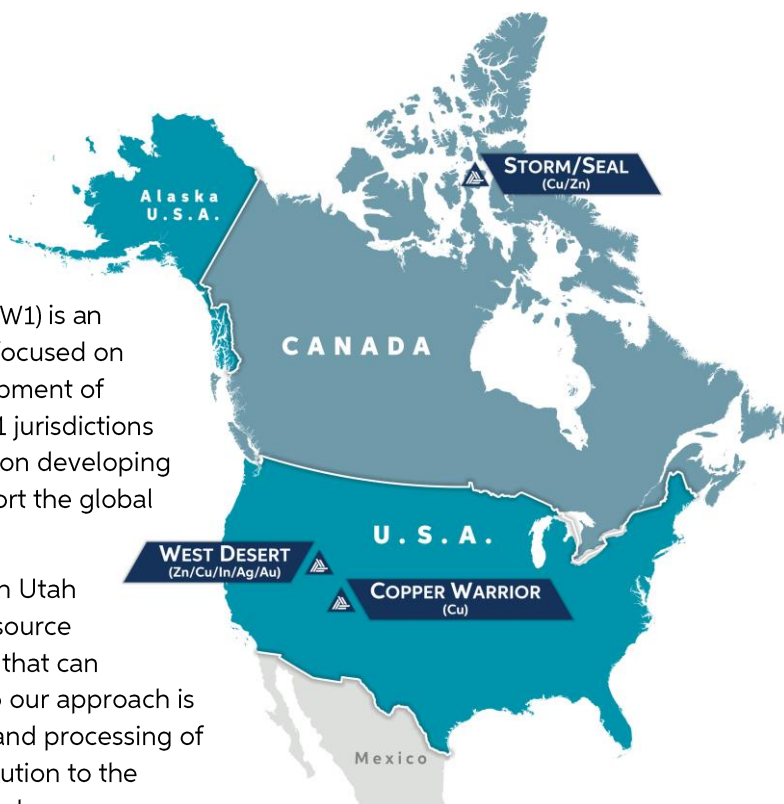 Alaska
U.S.A.
STORM/SEAL
(Cu/Zn)
CANADA
U.S.A.
WEST DESERT
(Zn/Cu/In/Ag/Au)
COPPER WARRIOR
(Cu)
Mexico
W1) is an
focused on
pment of
1 jurisdictions
on developing
ort the global
n Utah
source
that can
our approach is
and processing of
ution to the